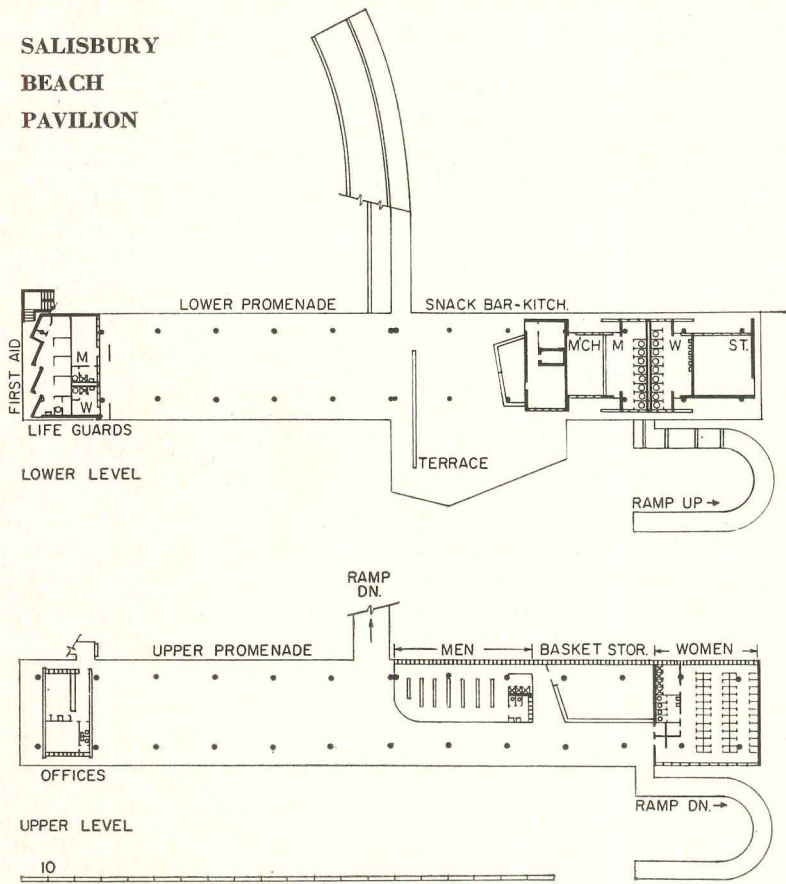 SALISBURY
BEACH
PAVILION
LOWER PROMENADE
SNACK BAR-KITCH.
FIRST AID
M
W
MCH
M
W
ST.
LIFE GUARDS
TERRACE
LOWER LEVEL
RAMP UP →
RAMP
DN.
UPPER PROMENADE
MEN
BASKET STOR.
WOMEN
OFFICES
RAMP DN.→
UPPER LEVEL
10